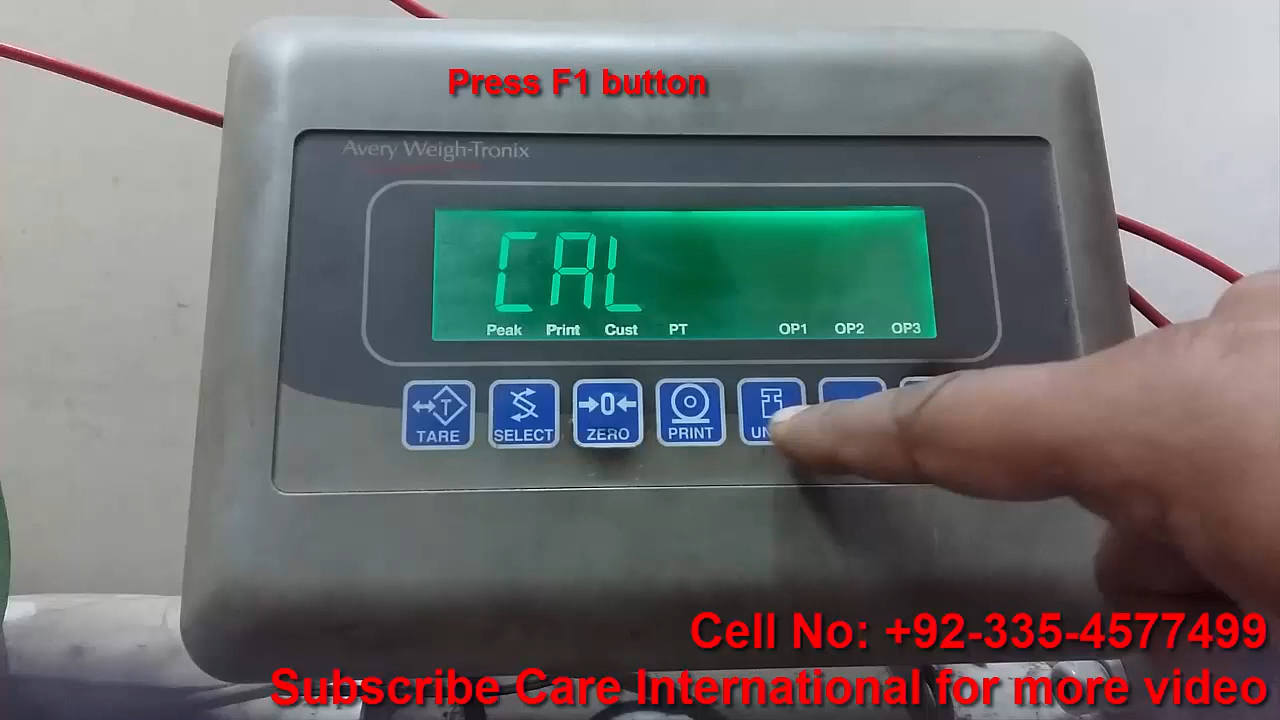 Press F1 button
Avery Weigh-Tronix
CAL
Peak Print Cust PT OP1 OP2 OP3
TARE SELECT ZERO PRINT
Cell No: +92-335-4577499
Subscribe Care International for more video